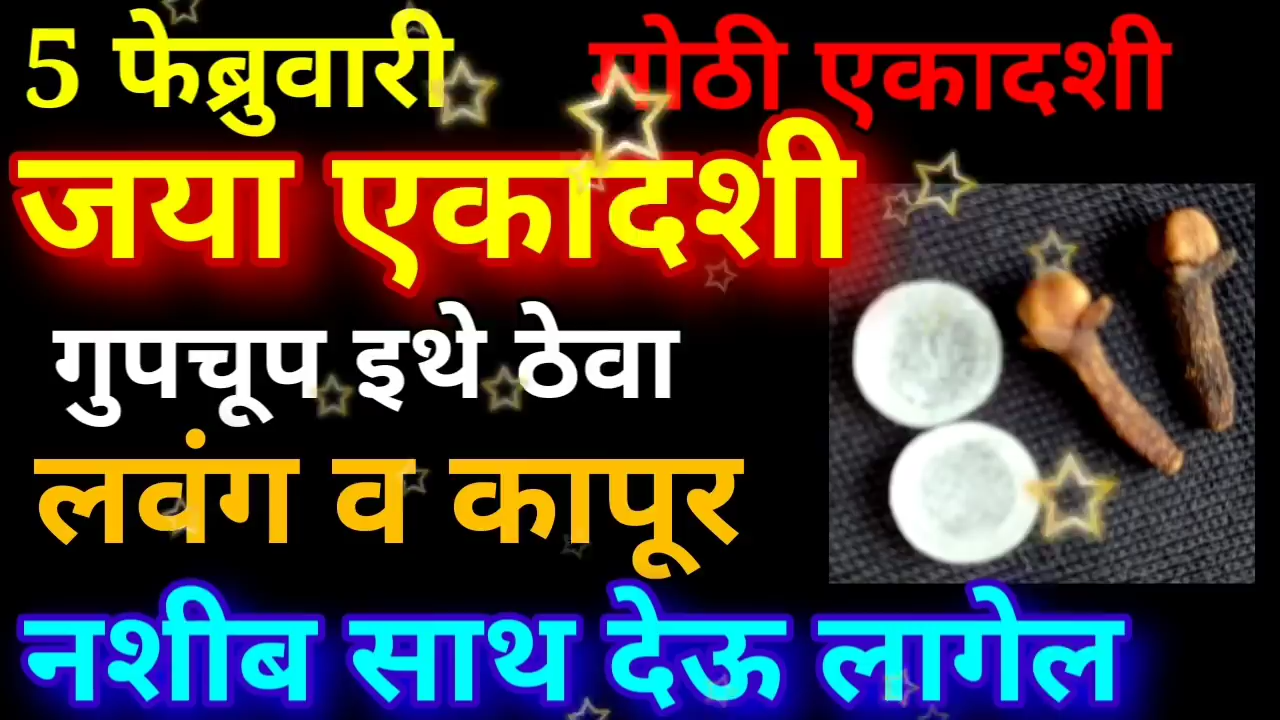 5 फेब्रुवारी मोठी एकादशी
जया एकादशी
गुपचूप इथे ठेवा
लवंग व कापूर
नशीब साथ देऊ लागेल